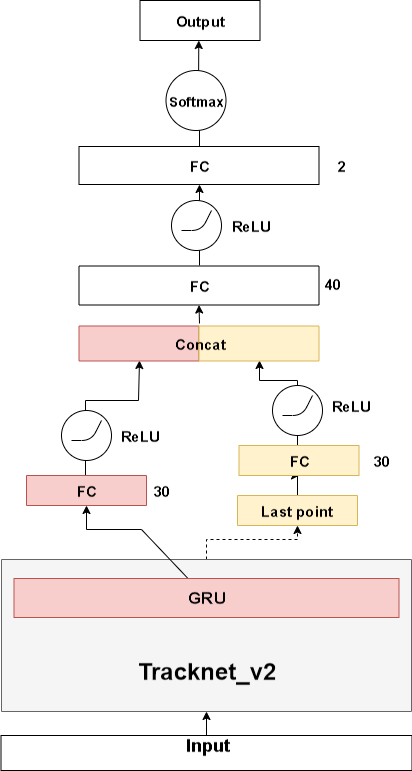 Output
Softmax
FC 2
ReLU
FC 40
Concat
ReLU
ReLU
FC 30
FC 30
Last point
GRU
Tracknet_v2
Input